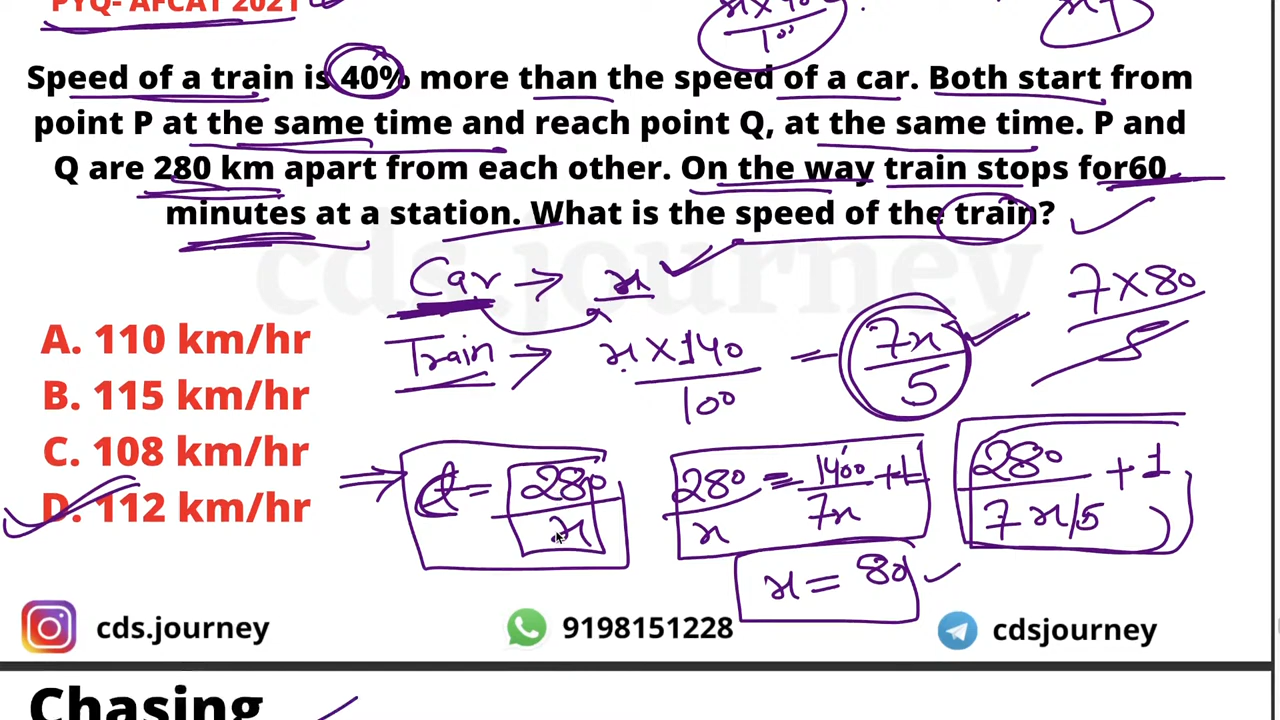 PYQ- AFCAT 2021
x × 140
100
Speed of a train is 40% more than the speed of a car. Both start from
point P at the same time and reach point Q, at the same time. P and
Q are 280 km apart from each other. On the way train stops for60
minutes at a station. What is the speed of the train?
cds.journey
Car → x
7 × 80
5
A. 110 km/hr
Train → x × 140 = 7x
100 5
B. 115 km/hr
C. 108 km/hr
D. 112 km/hr
= 280
x
280 = 1400 + 1
x 7x
280 + 1
7x/5
x = 80
cds.journey
9198151228
cdsjourney
Chasing